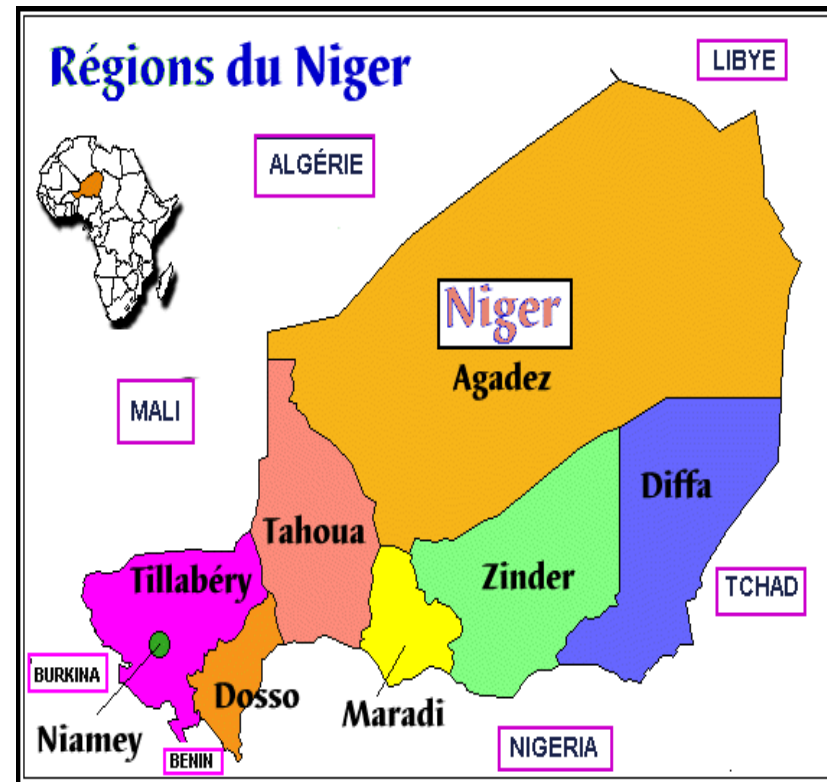 Régions du Niger
LIBYE
ALGÉRIE
Niger
Agadez
MALI
Diffa
Tahoua
Zinder
Tillabéry
TCHAD
BURKINA
Dosso
Maradi
Niamey
NIGERIA
BENIN